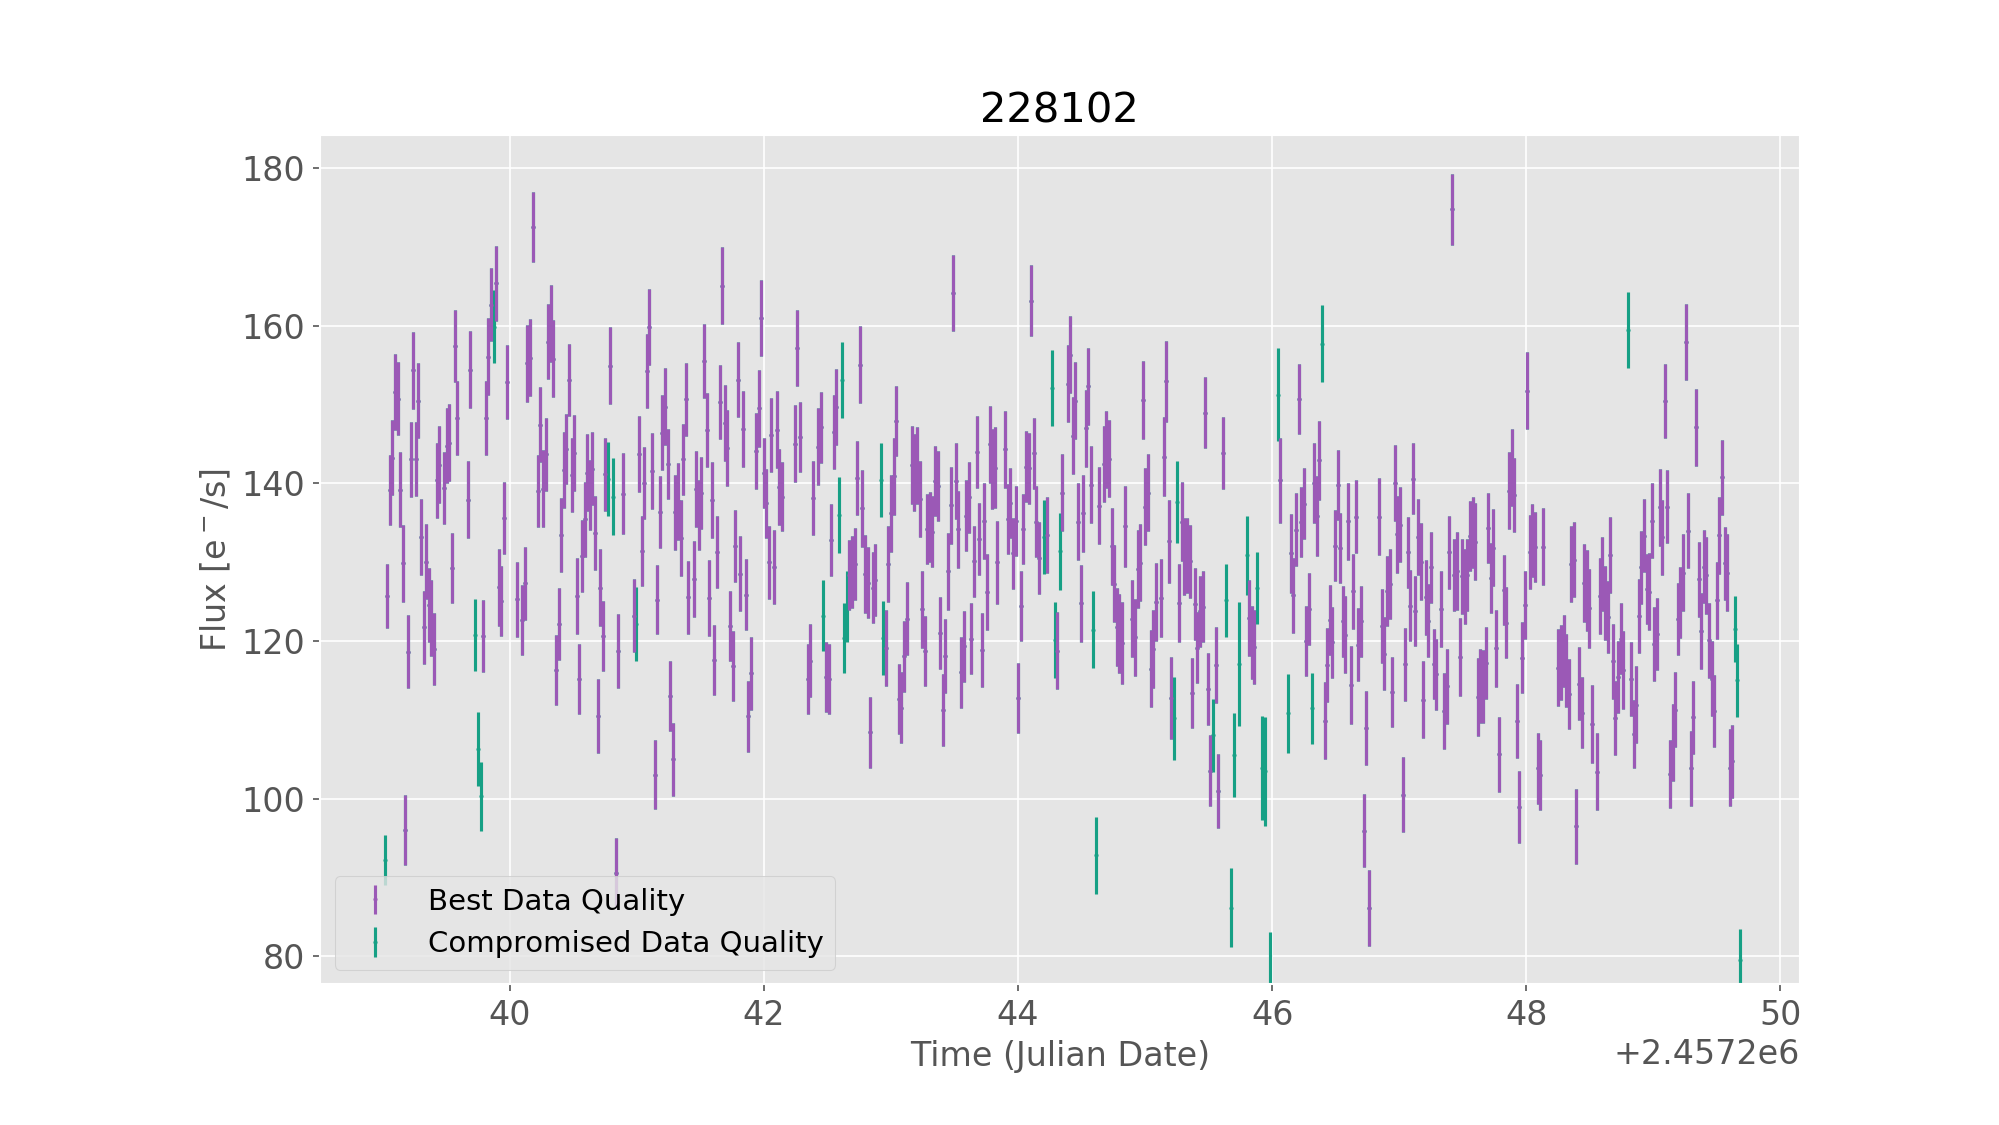 228102
180
160
140
120
100
80
Flux [e⁻/s]
Best Data Quality
Compromised Data Quality
40 42 44 46 48 50
Time (Julian Date)
+2.4572e6